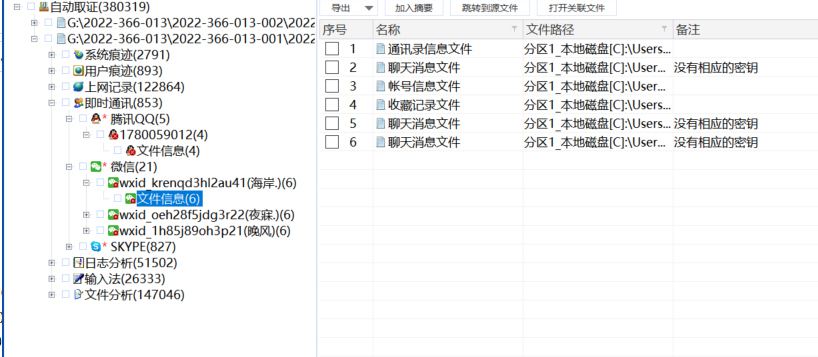 自动取证(380319)
G:\2022-366-013\2022-366-013-002\2022
G:\2022-366-013\2022-366-013-001\2022
系统痕迹(2791)
用户痕迹(893)
上网记录(122864)
即时通讯(853)
* 腾讯QQ(5)
1780059012(4)
文件信息(4)
* 微信(21)
wxid_krenqd3hl2au41(海岸.)(6)
文件信息(6)
wxid_oeh28f5jdg3r22(夜寐.)(6)
wxid_1h85j89oh3p21(晚风)(6)
* SKYPE(827)
日志分析(51502)
输入法(26333)
文件分析(147046)
导出 加入摘要 跳转到源文件 打开关联文件
序号 名称 文件路径 备注
1 通讯录信息文件 分区1_本地磁盘[C]:\Users...
2 聊天消息文件 分区1_本地磁盘[C]:\User... 没有相应的密钥
3 帐号信息文件 分区1_本地磁盘[C]:\User...
4 收藏记录文件 分区1_本地磁盘[C]:\Users...
5 聊天消息文件 分区1_本地磁盘[C]:\User... 没有相应的密钥
6 聊天消息文件 分区1_本地磁盘[C]:\User... 没有相应的密钥